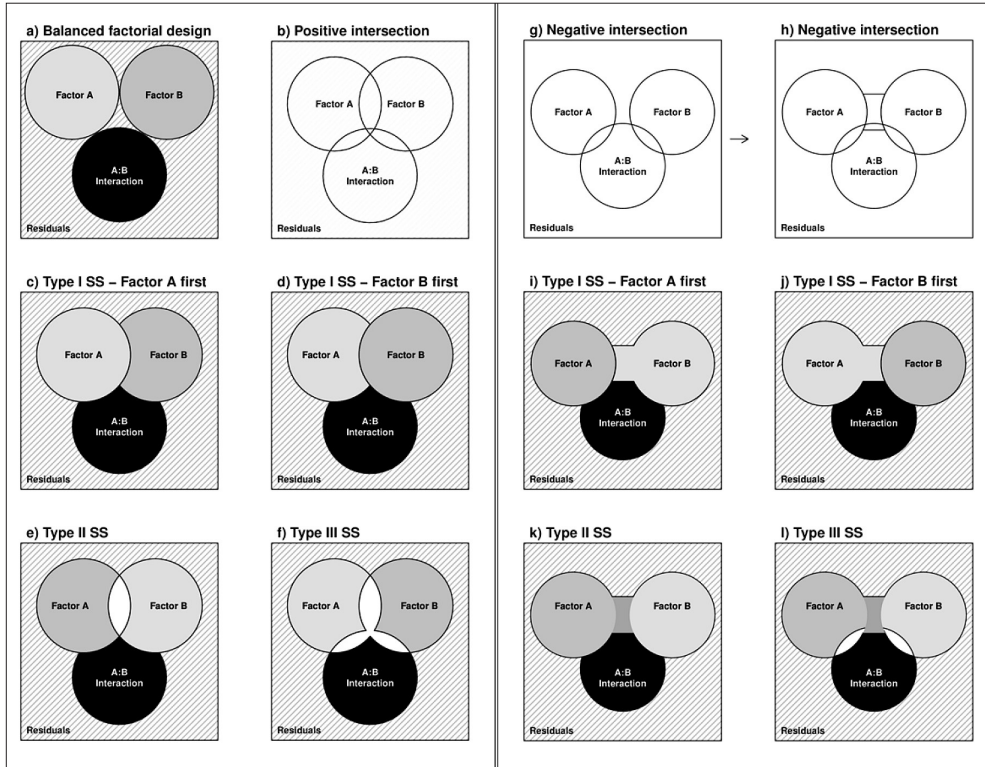 a) Balanced factorial design
Factor A
Factor B
A:B
Interaction
Residuals
b) Positive intersection
Factor A
Factor B
A:B
Interaction
Residuals
c) Type I SS – Factor A first
Factor A
Factor B
A:B
Interaction
Residuals
d) Type I SS – Factor B first
Factor A
Factor B
A:B
Interaction
Residuals
e) Type II SS
Factor A
Factor B
A:B
Interaction
Residuals
f) Type III SS
Factor A
Factor B
A:B
Interaction
Residuals
g) Negative intersection
Factor A
Factor B
A:B
Interaction
Residuals
h) Negative intersection
Factor A
Factor B
A:B
Interaction
Residuals
i) Type I SS – Factor A first
Factor A
Factor B
A:B
Interaction
Residuals
j) Type I SS – Factor B first
Factor A
Factor B
A:B
Interaction
Residuals
k) Type II SS
Factor A
Factor B
A:B
Interaction
Residuals
l) Type III SS
Factor A
Factor B
A:B
Interaction
Residuals